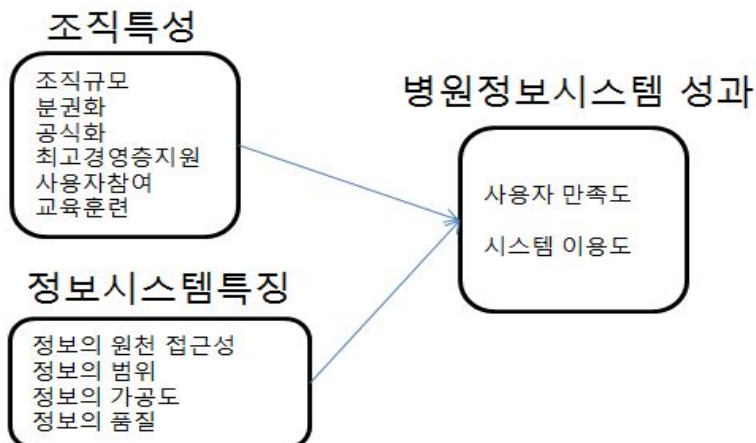 조직특성
조직규모
분권화
공식화
최고경영층지원
사용자참여
교육훈련
병원정보시스템 성과
사용자 만족도
시스템 이용도
정보시스템특징
정보의 원천 접근성
정보의 범위
정보의 가공도
정보의 품질